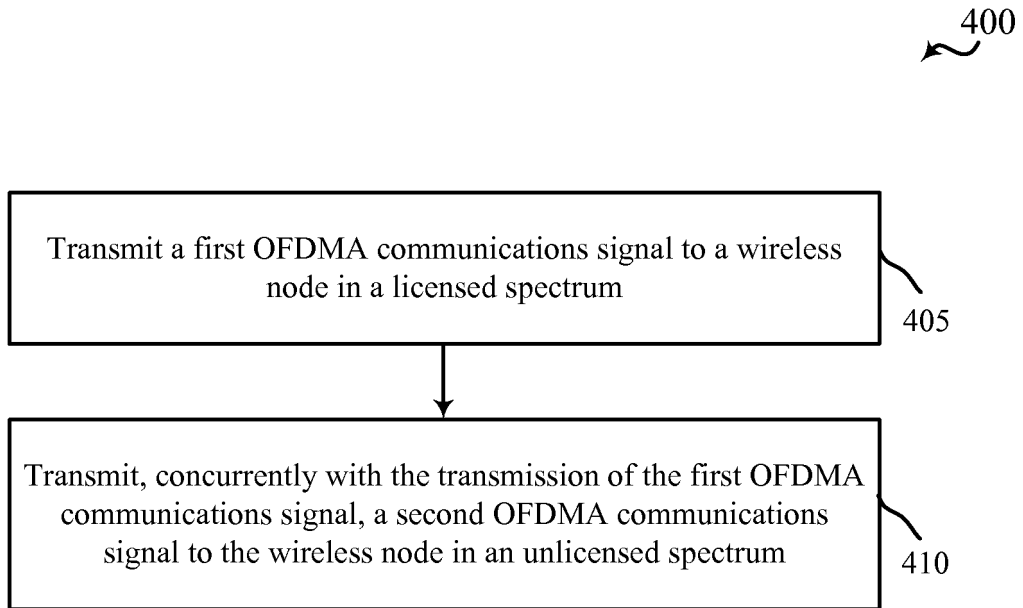 400
Transmit a first OFDMA communications signal to a wireless
node in a licensed spectrum
405
Transmit, concurrently with the transmission of the first OFDMA
communications signal, a second OFDMA communications
signal to the wireless node in an unlicensed spectrum
410